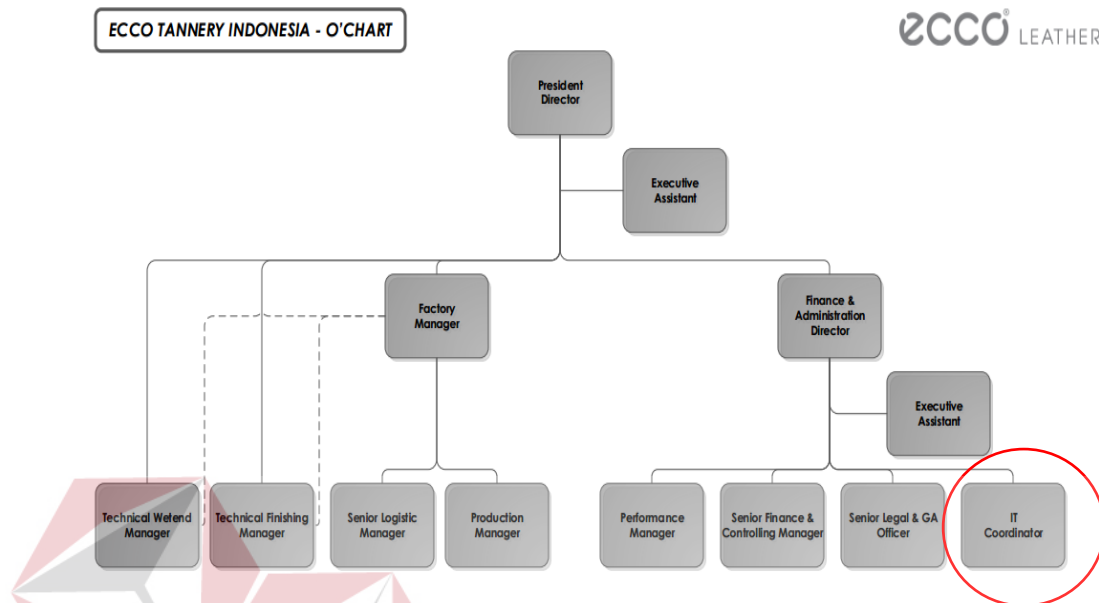 ECCO TANNERY INDONESIA - O'CHART
ecco® LEATHER
President
Director
Executive
Assistant
Factory
Manager
Finance &
Administration
Director
Executive
Assistant
Technical Wetend
Manager
Technical Finishing
Manager
Senior Logistic
Manager
Production
Manager
Performance
Manager
Senior Finance &
Controlling Manager
Senior Legal & GA
Officer
IT
Coordinator